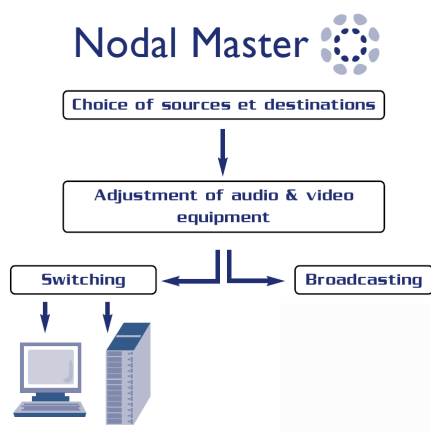 Nodal Master
Choice of sources et destinations
Adjustment of audio & video
equipment
Switching
Broadcasting